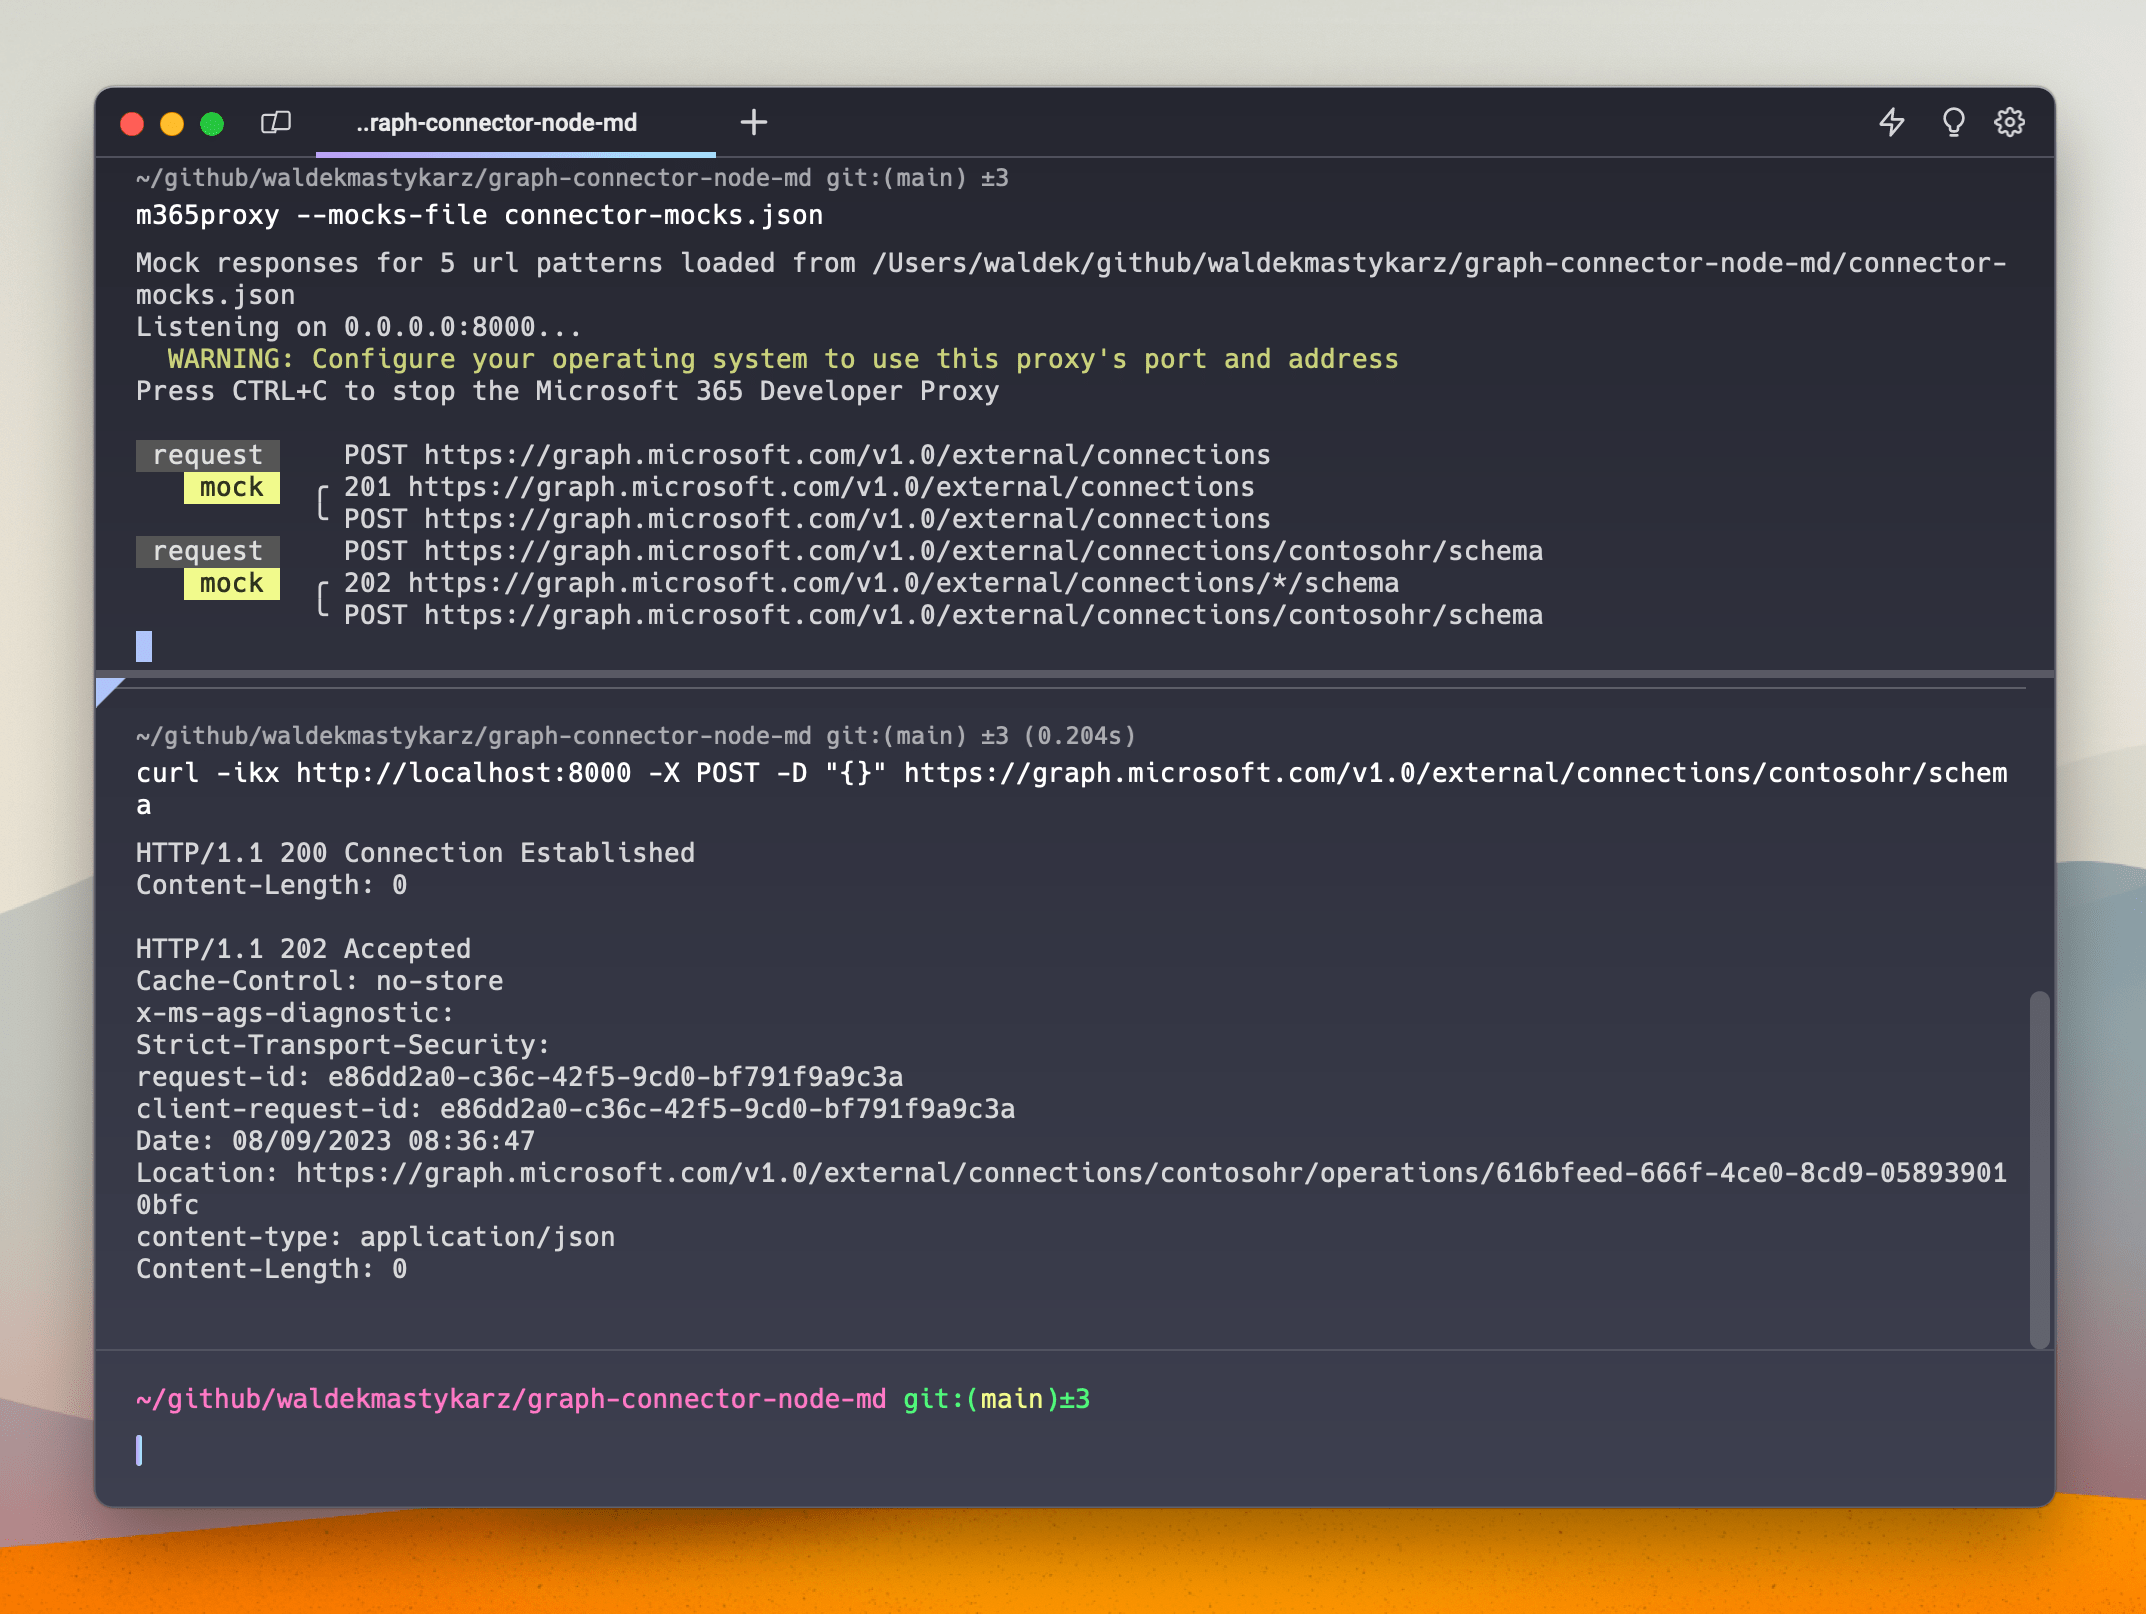 ..raph-connector-node-md
~/github/waldekmastykarz/graph-connector-node-md git:(main) ±3
m365proxy --mocks-file connector-mocks.json
Mock responses for 5 url patterns loaded from /Users/waldek/github/waldekmastykarz/graph-connector-node-md/connector-
mocks.json
Listening on 0.0.0.0:8000...
WARNING: Configure your operating system to use this proxy's port and address
Press CTRL+C to stop the Microsoft 365 Developer Proxy
request POST https://graph.microsoft.com/v1.0/external/connections
mock ╭ 201 https://graph.microsoft.com/v1.0/external/connections
╰ POST https://graph.microsoft.com/v1.0/external/connections
request POST https://graph.microsoft.com/v1.0/external/connections/contosohr/schema
mock ╭ 202 https://graph.microsoft.com/v1.0/external/connections/*/schema
╰ POST https://graph.microsoft.com/v1.0/external/connections/contosohr/schema
~/github/waldekmastykarz/graph-connector-node-md git:(main) ±3 (0.204s)
curl -ikx http://localhost:8000 -X POST -D "{}" https://graph.microsoft.com/v1.0/external/connections/contosohr/schem
a
HTTP/1.1 200 Connection Established
Content-Length: 0
HTTP/1.1 202 Accepted
Cache-Control: no-store
x-ms-ags-diagnostic:
Strict-Transport-Security:
request-id: e86dd2a0-c36c-42f5-9cd0-bf791f9a9c3a
client-request-id: e86dd2a0-c36c-42f5-9cd0-bf791f9a9c3a
Date: 08/09/2023 08:36:47
Location: https://graph.microsoft.com/v1.0/external/connections/contosohr/operations/616bfeed-666f-4ce0-8cd9-05893901
0bfc
content-type: application/json
Content-Length: 0
~/github/waldekmastykarz/graph-connector-node-md git:(main)±3